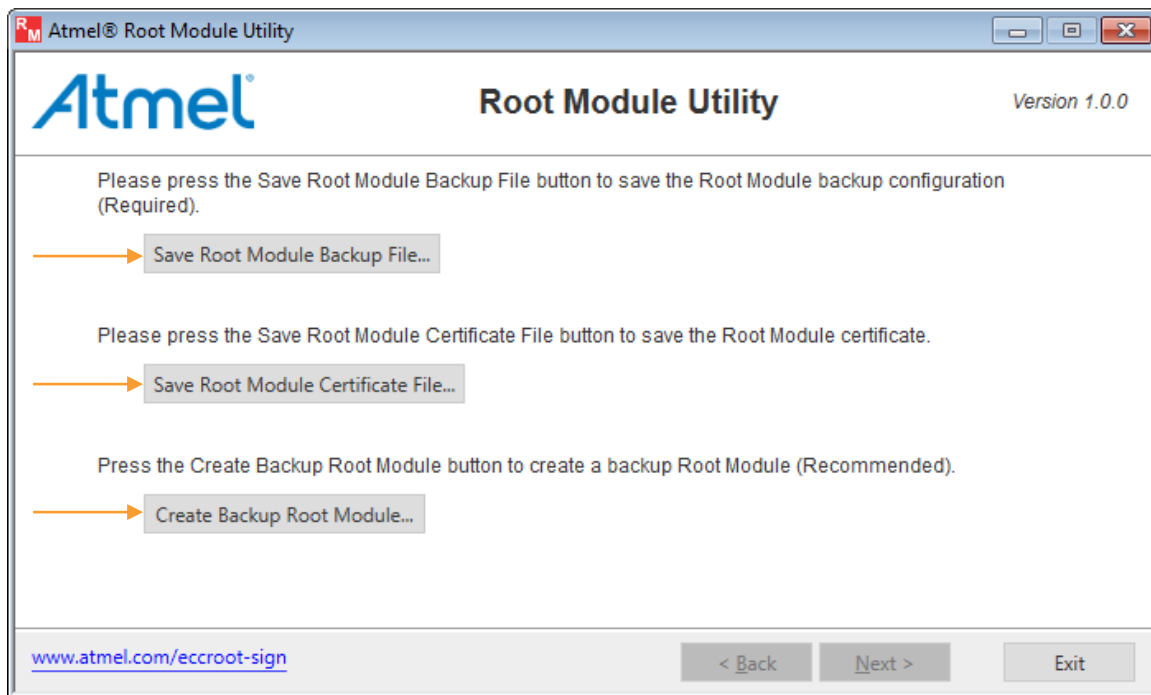 RM Atmel® Root Module Utility
Atmel® Root Module Utility Version 1.0.0
Please press the Save Root Module Backup File button to save the Root Module backup configuration
(Required).
Save Root Module Backup File...
Please press the Save Root Module Certificate File button to save the Root Module certificate.
Save Root Module Certificate File...
Press the Create Backup Root Module button to create a backup Root Module (Recommended).
Create Backup Root Module...
www.atmel.com/eccroot-sign < Back Next > Exit